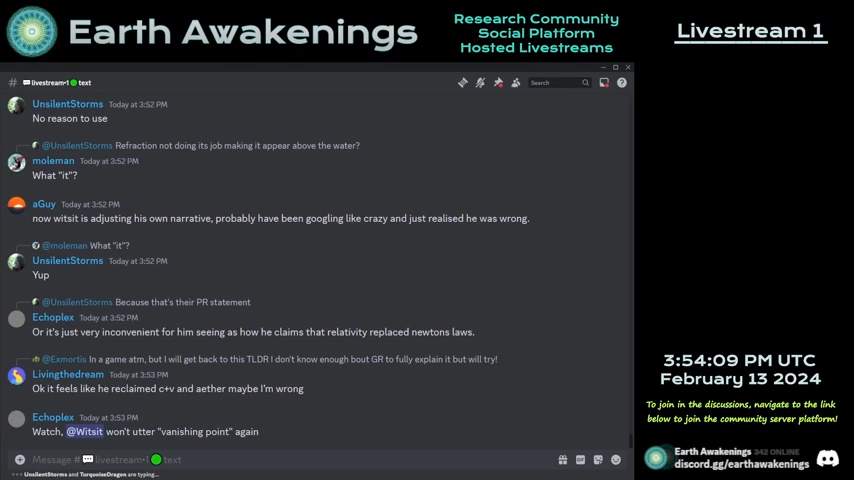 Earth Awakenings
Research Community
Social Platform
Hosted Livestreams
Livestream 1
# livestream•1 text
Search
UnsilentStorms Today at 3:52 PM
No reason to use
@UnsilentStorms Refraction not doing its job making it appear above the water?
moleman Today at 3:52 PM
What "it"?
aGuy Today at 3:52 PM
now witsit is adjusting his own narrative, probably have been googling like crazy and just realised he was wrong.
@moleman What "it"?
UnsilentStorms Today at 3:52 PM
Yup
@UnsilentStorms Because that's their PR statement
Echoplex Today at 3:52 PM
Or it's just very inconvenient for him seeing as how he claims that relativity replaced newtons laws.
@Exmortis In a game atm, but I will get back to this TLDR I don't know enough bout GR to fully explain it but will try!
Livingthedream Today at 3:53 PM
Ok it feels like he reclaimed c+v and aether maybe I'm wrong
Echoplex Today at 3:53 PM
Watch, @Witsit won't utter "vanishing point" again
Message # livestream•1 text
GIF
UnsilentStorms and TurquoiseDragon are typing...
3:54:09 PM UTC
February 13 2024
To join in the discussions, navigate to the link
below to join the community server platform!
Earth Awakenings 342 ONLINE
discord.gg/earthawakenings